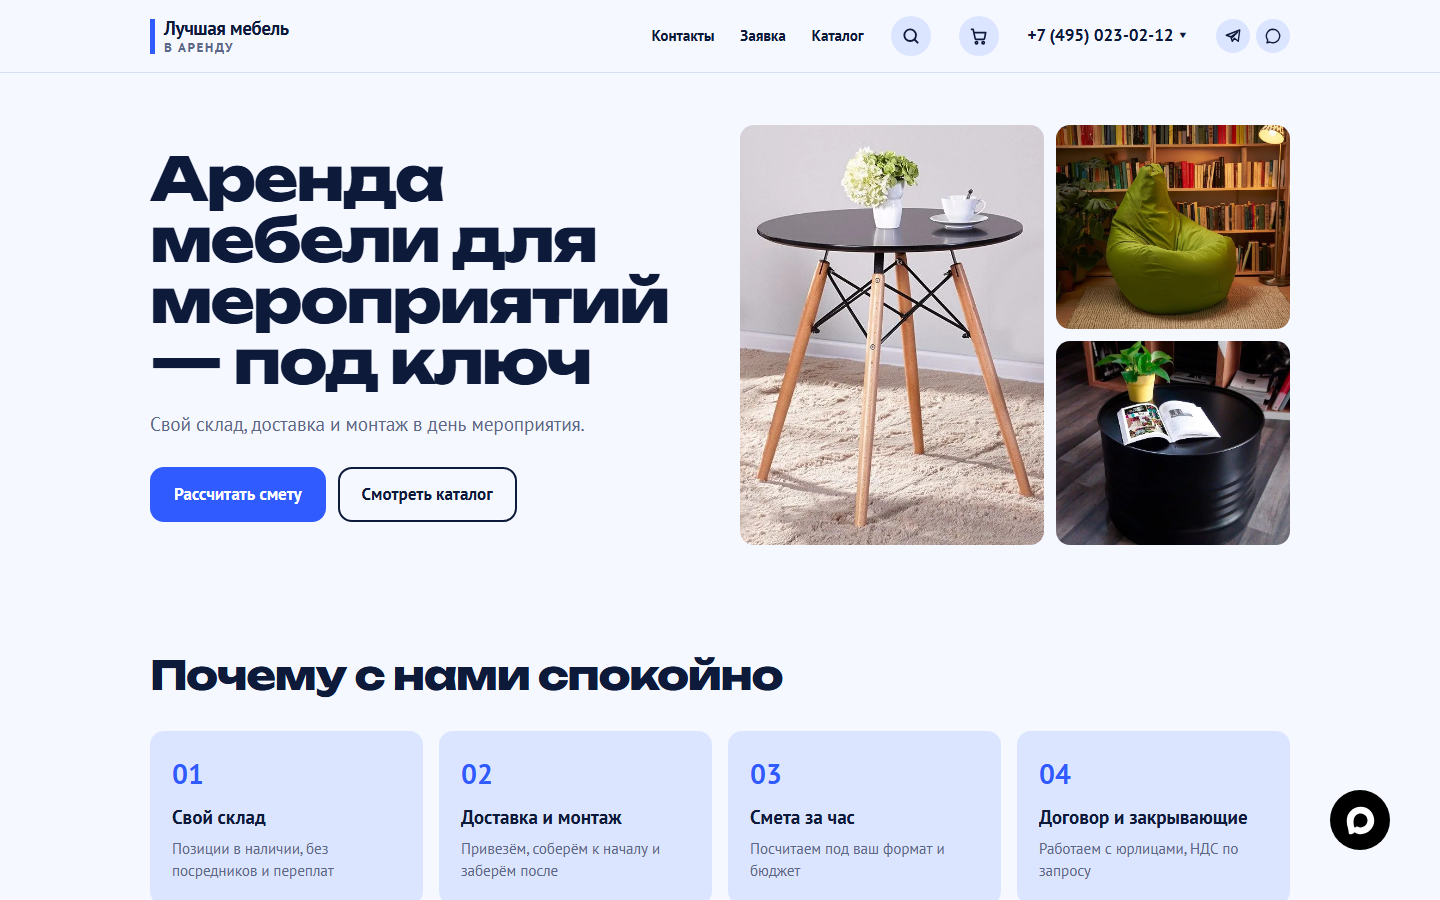 Лучшая мебель
В АРЕНДУ
Контакты
Заявка
Каталог
+7 (495) 023-02-12
Аренда
мебели для
мероприятий
— под ключ
Свой склад, доставка и монтаж в день мероприятия.
Рассчитать смету
Смотреть каталог
Почему с нами спокойно
01
Свой склад
Позиции в наличии, без
посредников и переплат
02
Доставка и монтаж
Привезём, соберём к началу и
заберём после
03
Смета за час
Посчитаем под ваш формат и
бюджет
04
Договор и закрывающие
Работаем с юрлицами, НДС по
запросу